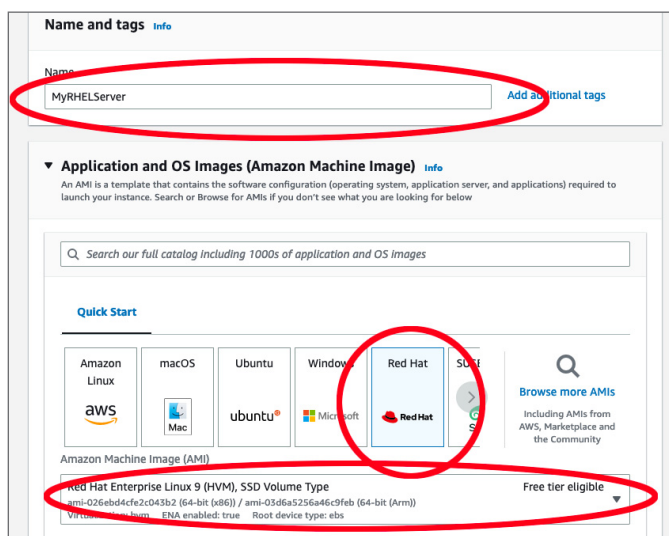 Name and tags Info
Name
MyRHELServer
Add additional tags
Application and OS Images (Amazon Machine Image) Info
An AMI is a template that contains the software configuration (operating system, application server, and applications) required to
launch your instance. Search or Browse for AMIs if you don't see what you are looking for below
Search our full catalog including 1000s of application and OS images
Quick Start
Amazon
Linux
aws
macOS
Mac
Ubuntu
ubuntu®
Windows
Microsoft
Red Hat
Red Hat
SUSE
S
Browse more AMIs
Including AMIs from
AWS, Marketplace and
the Community
Amazon Machine Image (AMI)
Red Hat Enterprise Linux 9 (HVM), SSD Volume Type
Free tier eligible
ami-026ebd4cfe2c043b2 (64-bit (x86)) / ami-03d6a5256a46c9feb (64-bit (Arm))
Virtualization: hvm ENA enabled: true Root device type: ebs